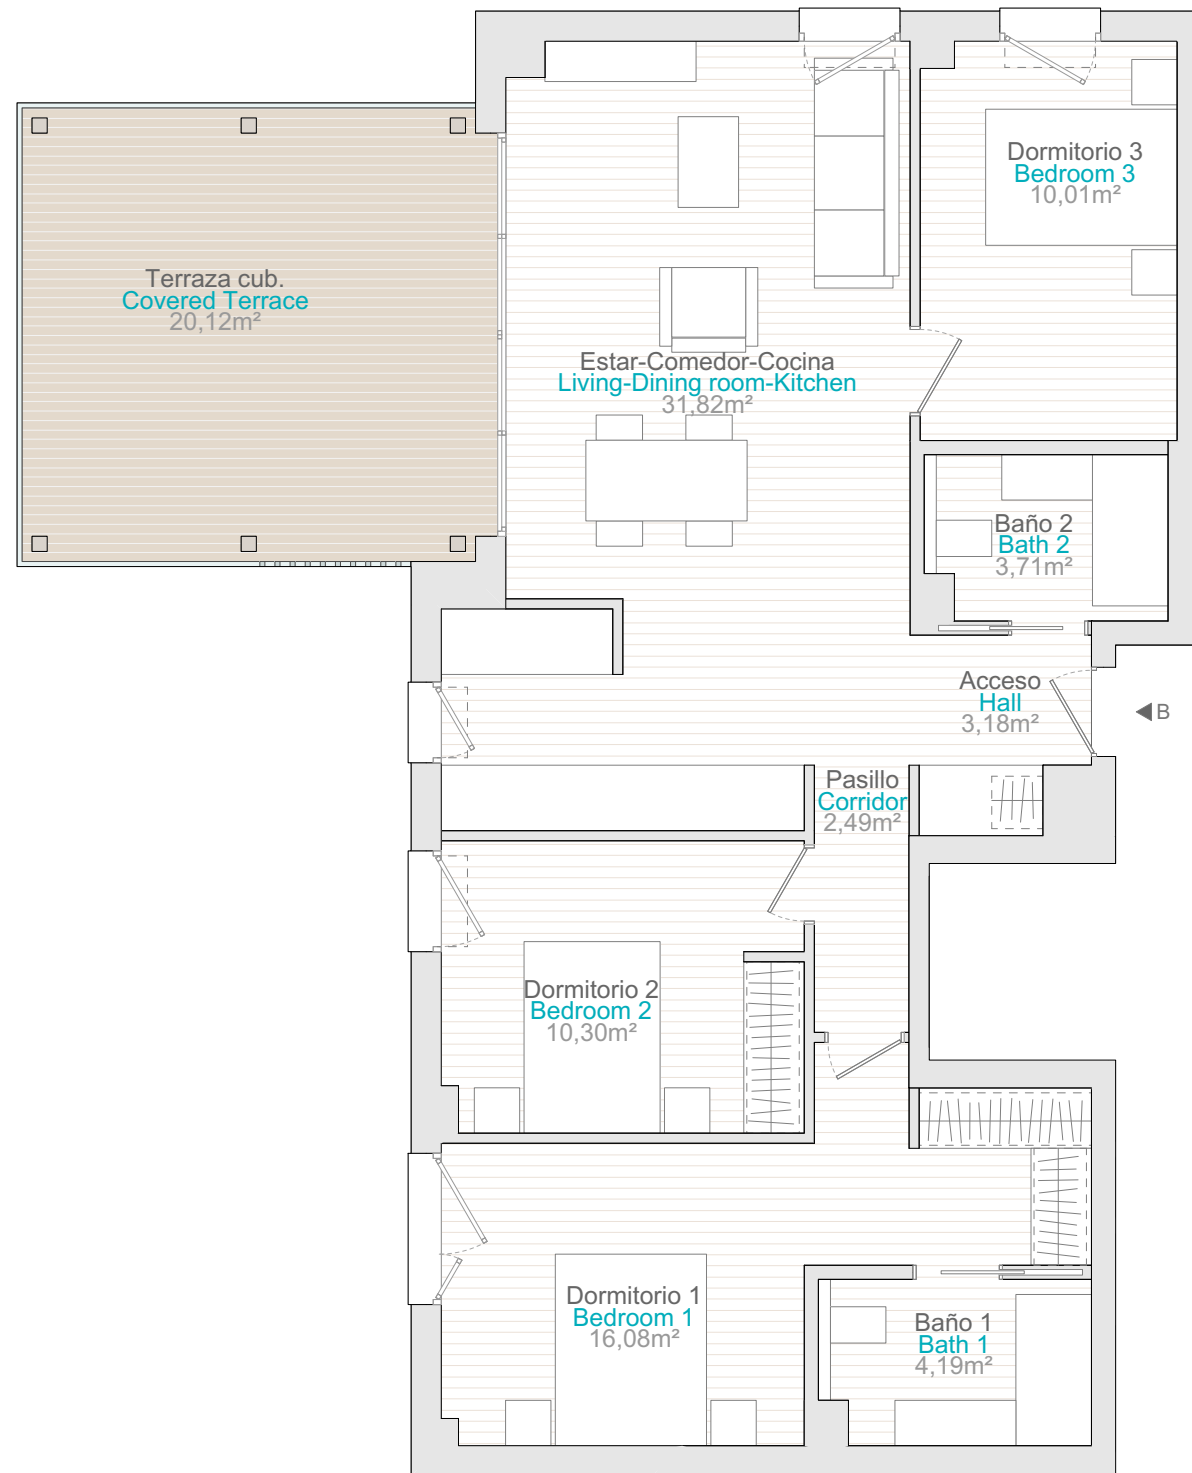 Dormitorio 3
Bedroom 3
10,01m²
Terraza cub.
Covered Terrace
20,12m²
Estar-Comedor-Cocina
Living-Dining room-Kitchen
31,82m²
Baño 2
Bath 2
3,71m²
Acceso
Hall
3,18m²
B
Pasillo
Corridor
2,49m²
Dormitorio 2
Bedroom 2
10,30m²
Dormitorio 1
Bedroom 1
16,08m²
Baño 1
Bath 1
4,19m²